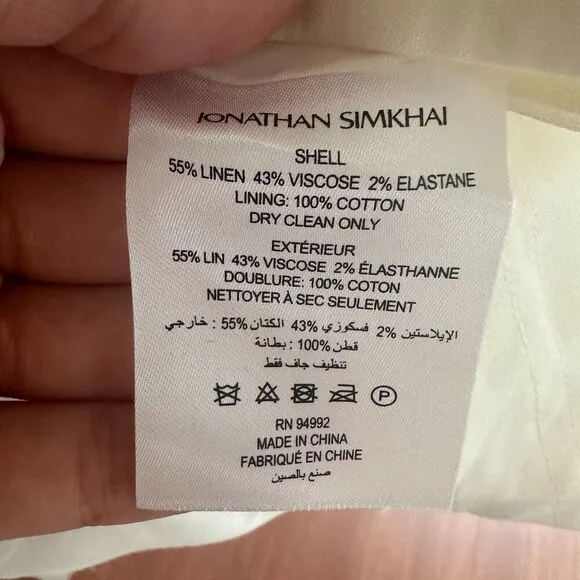 JONATHAN SIMKHAI
SHELL
55% LINEN 43% VISCOSE 2% ELASTANE
LINING: 100% COTTON
DRY CLEAN ONLY
EXTÉRIEUR
55% LIN 43% VISCOSE 2% ÉLASTHANNE
DOUBLURE: 100% COTON
NETTOYER À SEC SEULEMENT
خارجي : 55% الكتان 43% فسكوزي 2% الإيلاستين
بطانة : 100% قطن
تنظيف جاف فقط
P
RN 94992
MADE IN CHINA
FABRIQUÉ EN CHINE
صنع بالصين